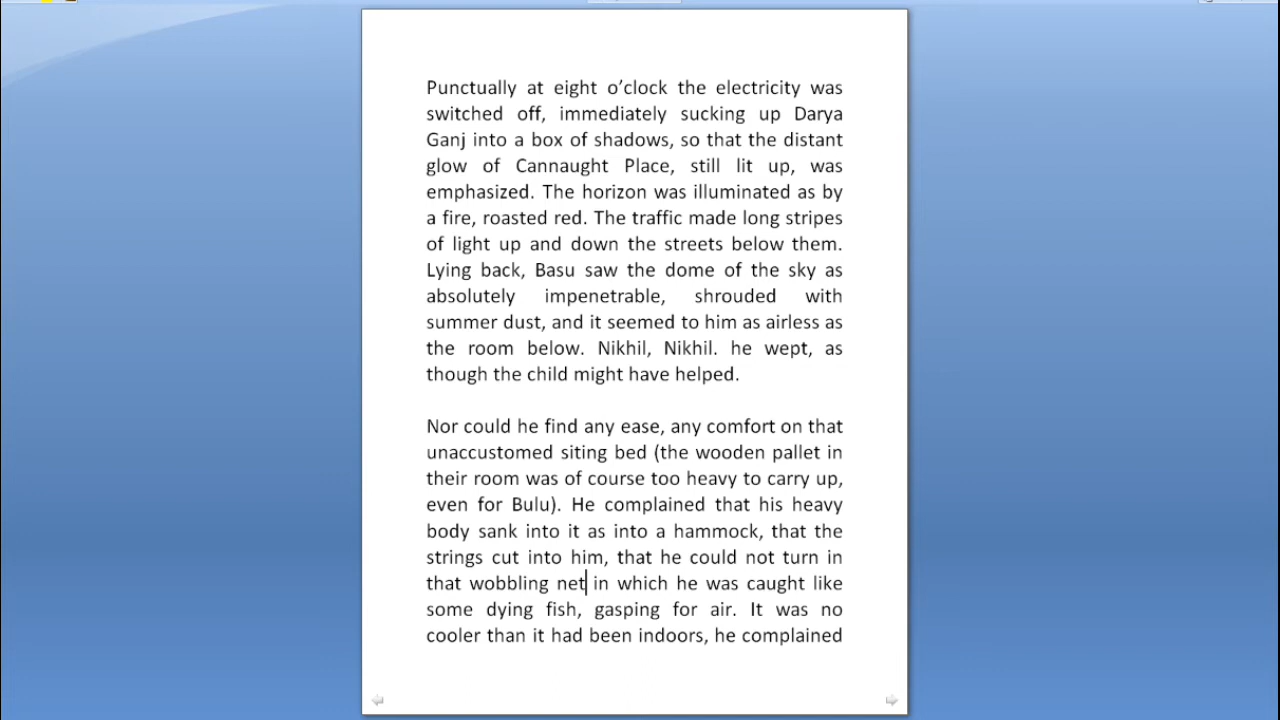 Punctually at eight o’clock the electricity was
switched off, immediately sucking up Darya
Ganj into a box of shadows, so that the distant
glow of Cannaught Place, still lit up, was
emphasized. The horizon was illuminated as by
a fire, roasted red. The traffic made long stripes
of light up and down the streets below them.
Lying back, Basu saw the dome of the sky as
absolutely impenetrable, shrouded with
summer dust, and it seemed to him as airless as
the room below. Nikhil, Nikhil. he wept, as
though the child might have helped.
Nor could he find any ease, any comfort on that
unaccustomed siting bed (the wooden pallet in
their room was of course too heavy to carry up,
even for Bulu). He complained that his heavy
body sank into it as into a hammock, that the
strings cut into him, that he could not turn in
that wobbling net in which he was caught like
some dying fish, gasping for air. It was no
cooler than it had been indoors, he complained